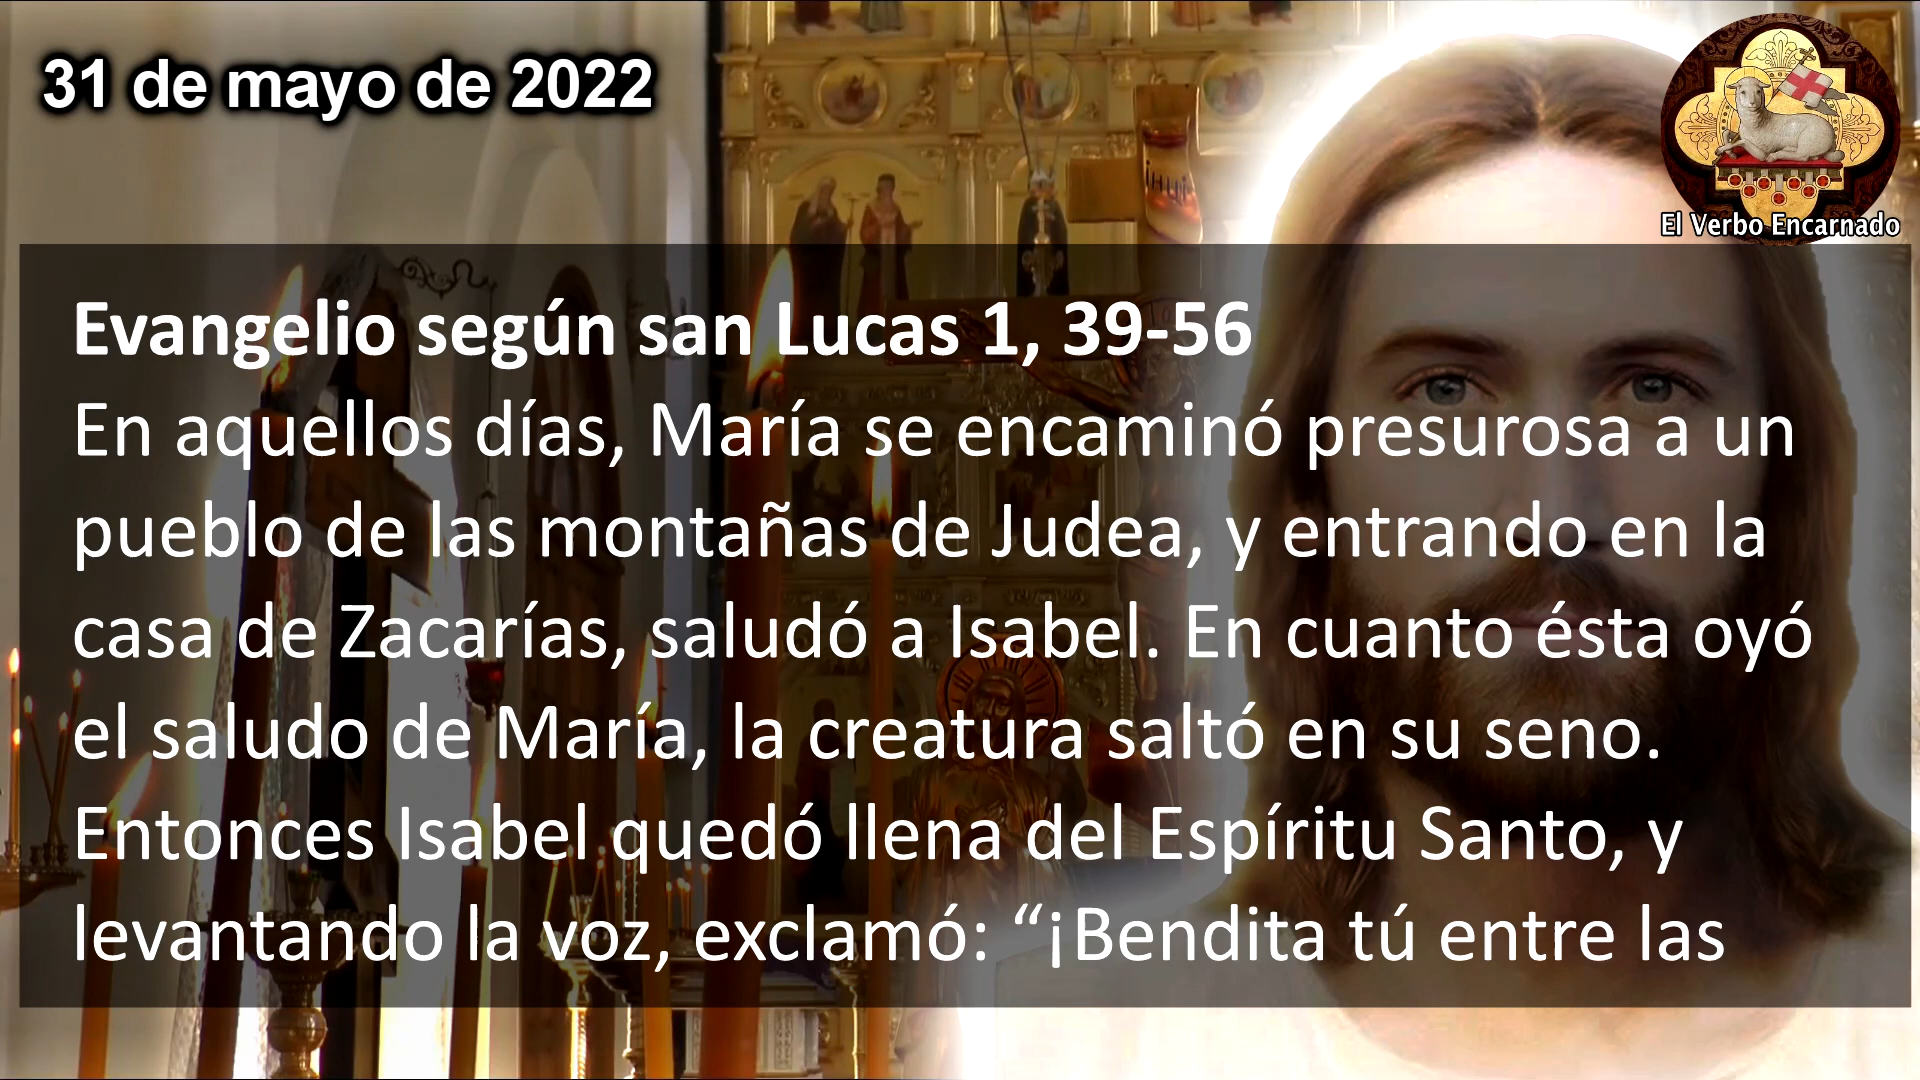 31 de mayo de 2022
El Verbo Encarnado
Evangelio según san Lucas 1, 39-56
En aquellos días, María se encaminó presurosa a un
pueblo de las montañas de Judea, y entrando en la
casa de Zacarías, saludó a Isabel. En cuanto ésta oyó
el saludo de María, la creatura saltó en su seno.
Entonces Isabel quedó llena del Espíritu Santo, y
levantando la voz, exclamó: “¡Bendita tú entre las